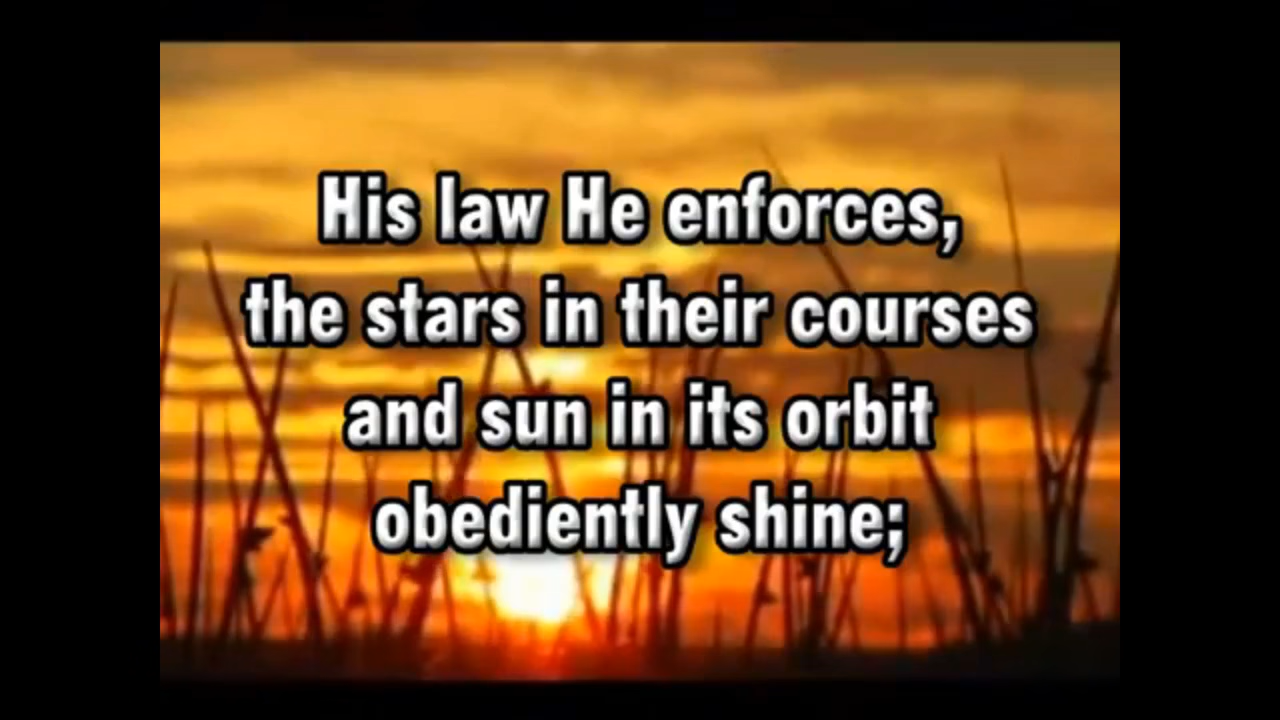 His law He enforces,
the stars in their courses
and sun in its orbit
obediently shine;